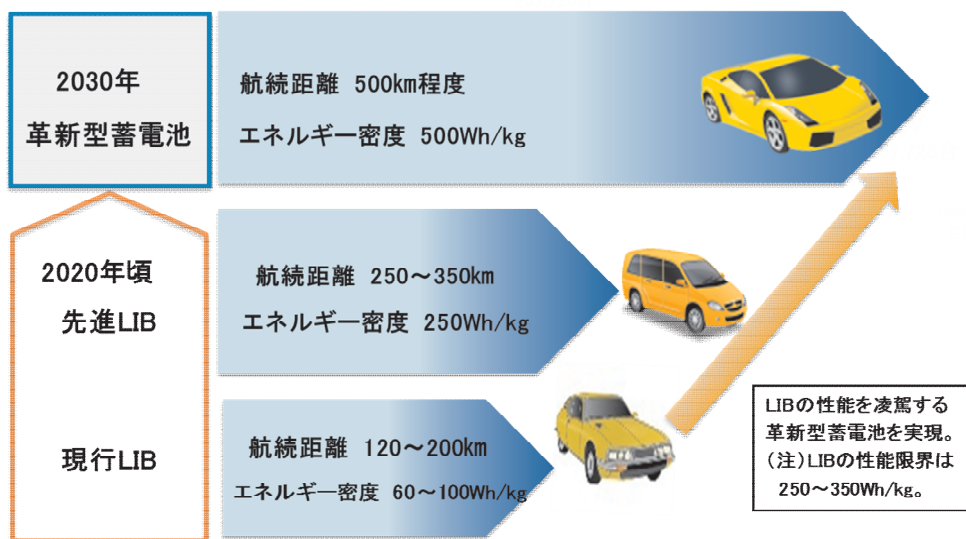 2030年
革新型蓄電池
航続距離 500km程度
エネルギー密度 500Wh/kg
2020年頃
先進LIB
航続距離 250～350km
エネルギー密度 250Wh/kg
現行LIB
航続距離 120～200km
エネルギー密度 60～100Wh/kg
LIBの性能を凌駕する
革新型蓄電池を実現。
（注）LIBの性能限界は
250～350Wh/kg。